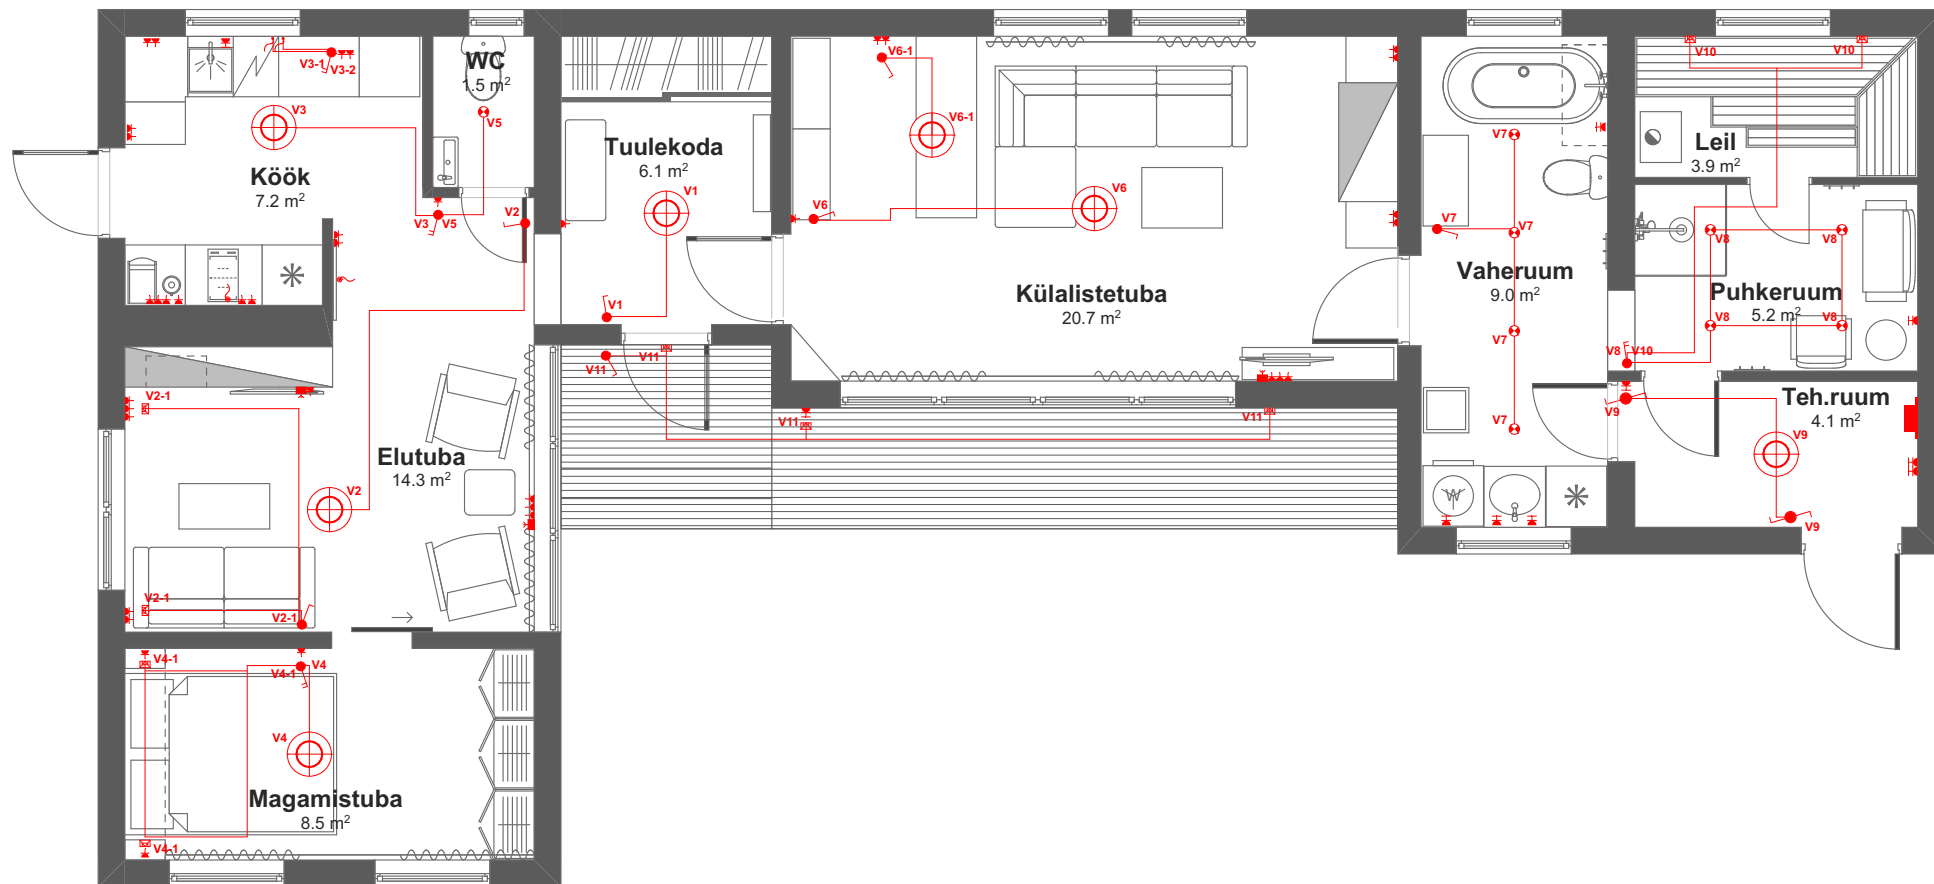 WC
1.5 m²
V3-1
V3-2
V3
V5
Köök
7.2 m²
V3
V5
V2
Tuulekoda
6.1 m²
V1
V1
V6-1
V6-1
V6
V6
Külalistetuba
20.7 m²
V7
V7
V7
Vaheruum
9.0 m²
V7
V7
V10
V10
Leil
3.9 m²
V8
V8
Puhkeruum
5.2 m²
V8
V8
V8
V10
V11
V11
V11
V11
V2-1
Elutuba
14.3 m²
V2
V2-1
V2-1
V9
Teh.ruum
4.1 m²
V9
V9
W
V4-1
V4
V4-1
V4
Magamistuba
8.5 m²
V4-1